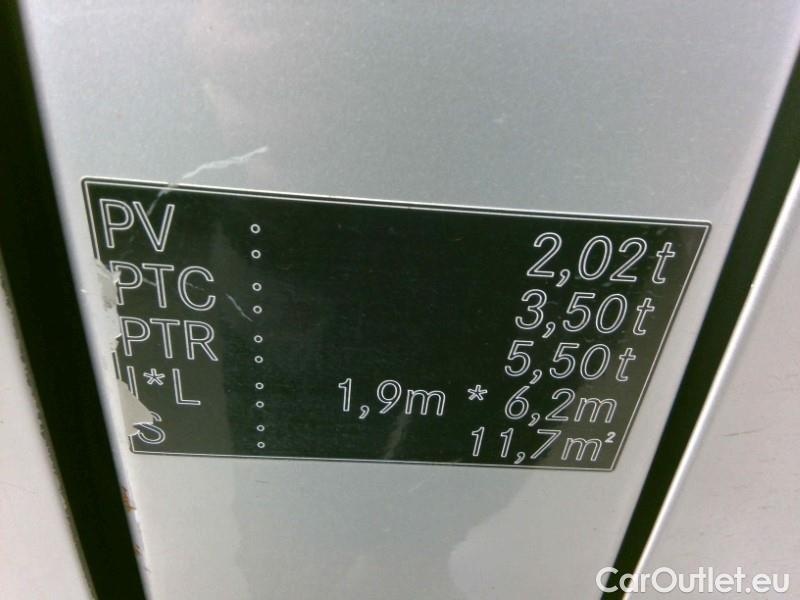 PV : 2,02t
PTC : 3,50t
PTR : 5,50t
l*L : 1,9m * 6,2m
S : 11,7m²
CarOutlet.eu